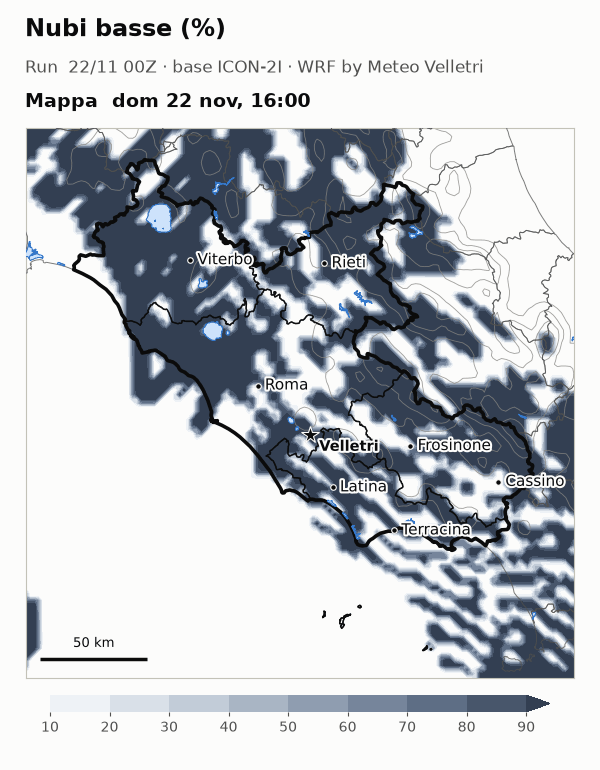 Nubi basse (%)
Run  22/11 00Z · base ICON-2I · WRF by Meteo Velletri
Mappa  dom 22 nov, 16:00
Viterbo
Rieti
Roma
Velletri
Frosinone
Latina
Cassino
Terracina
50 km
10 20 30 40 50 60 70 80 90